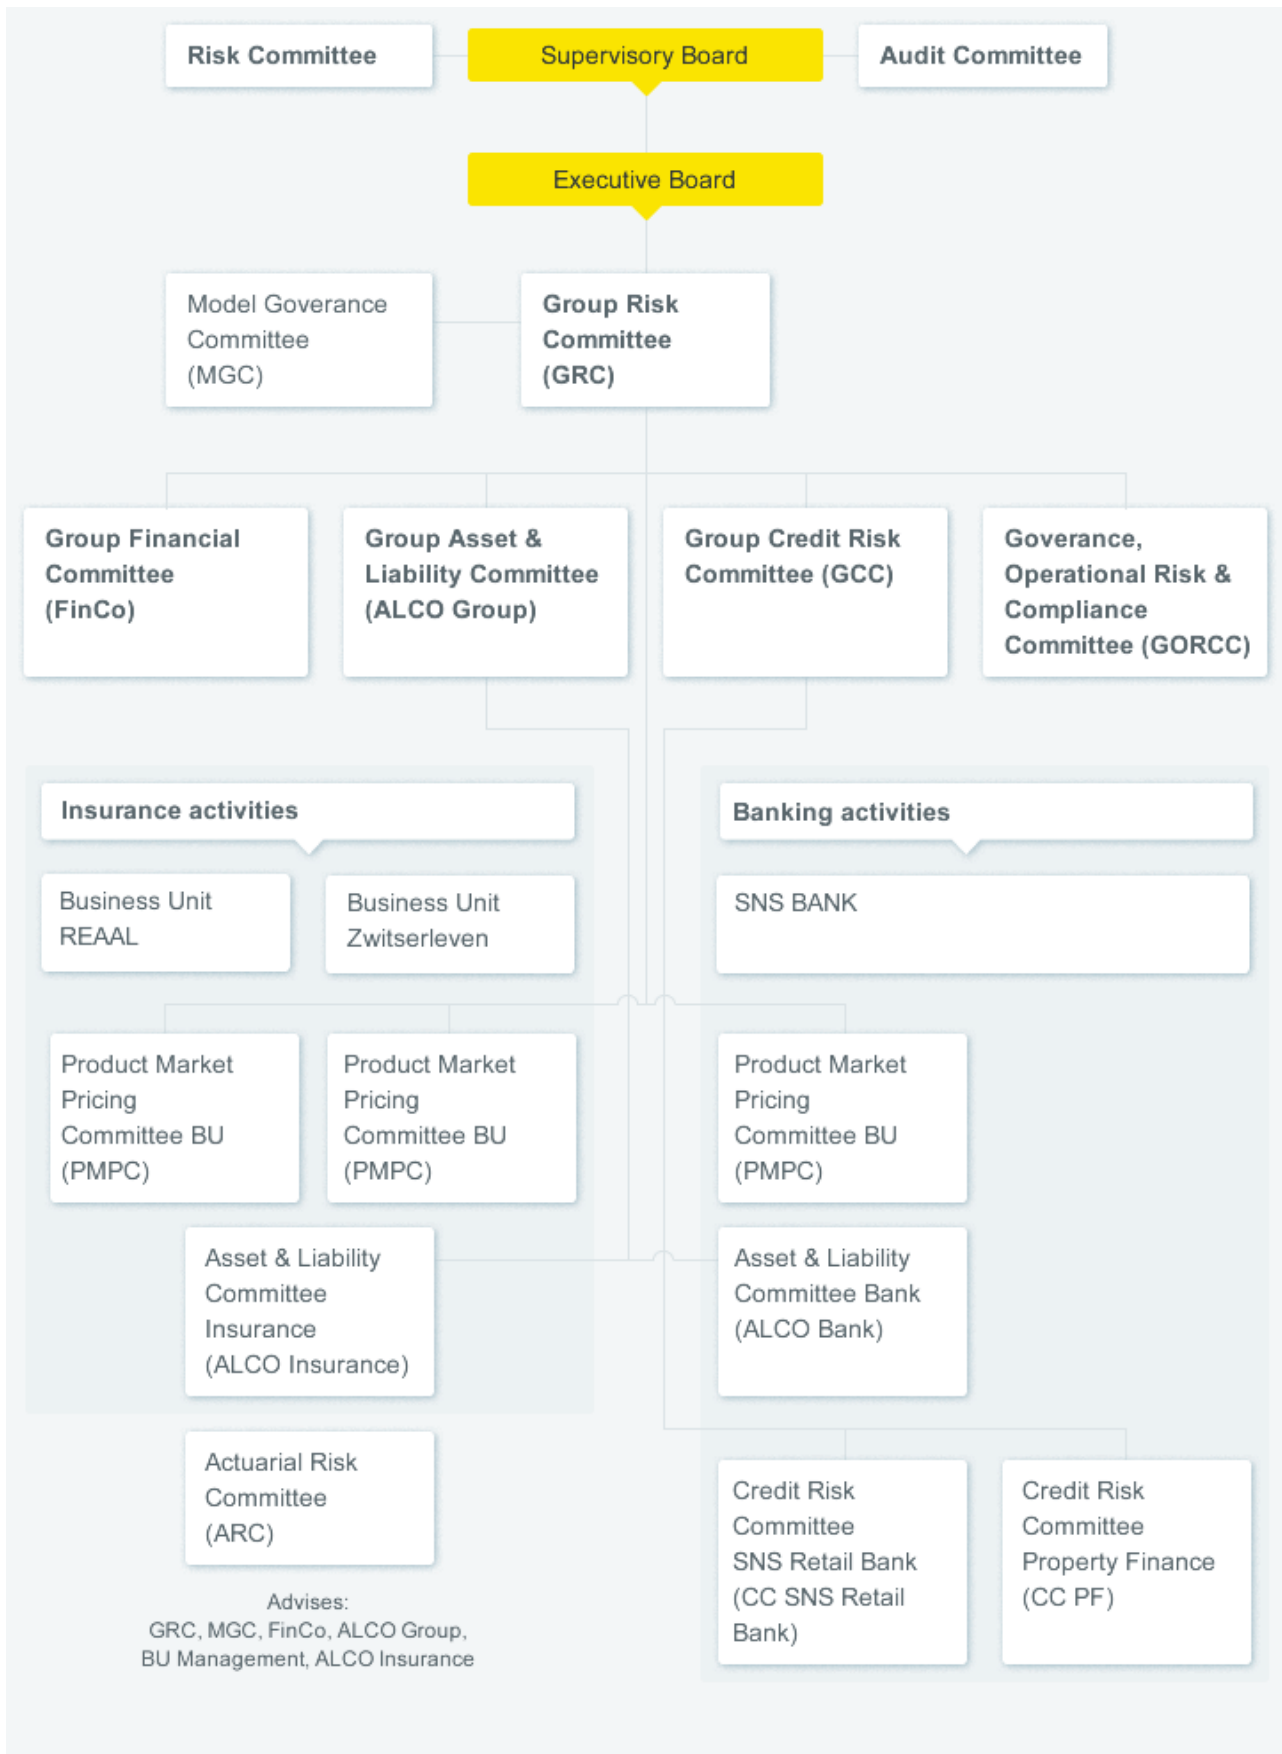 Risk Committee
Supervisory Board
Audit Committee
Executive Board
Model Goverance
Committee
(MGC)
Group Risk
Committee
(GRC)
Group Financial
Committee
(FinCo)
Group Asset &
Liability Committee
(ALCO Group)
Group Credit Risk
Committee (GCC)
Goverance,
Operational Risk &
Compliance
Committee (GORCC)
Insurance activities
Banking activities
Business Unit
REAAL
Business Unit
Zwitserleven
SNS BANK
Product Market
Pricing
Committee BU
(PMPC)
Product Market
Pricing
Committee BU
(PMPC)
Product Market
Pricing
Committee BU
(PMPC)
Asset & Liability
Committee
Insurance
(ALCO Insurance)
Asset & Liability
Committee Bank
(ALCO Bank)
Actuarial Risk
Committee
(ARC)
Advises:
GRC, MGC, FinCo, ALCO Group,
BU Management, ALCO Insurance
Credit Risk
Committee
SNS Retail Bank
(CC SNS Retail
Bank)
Credit Risk
Committee
Property Finance
(CC PF)